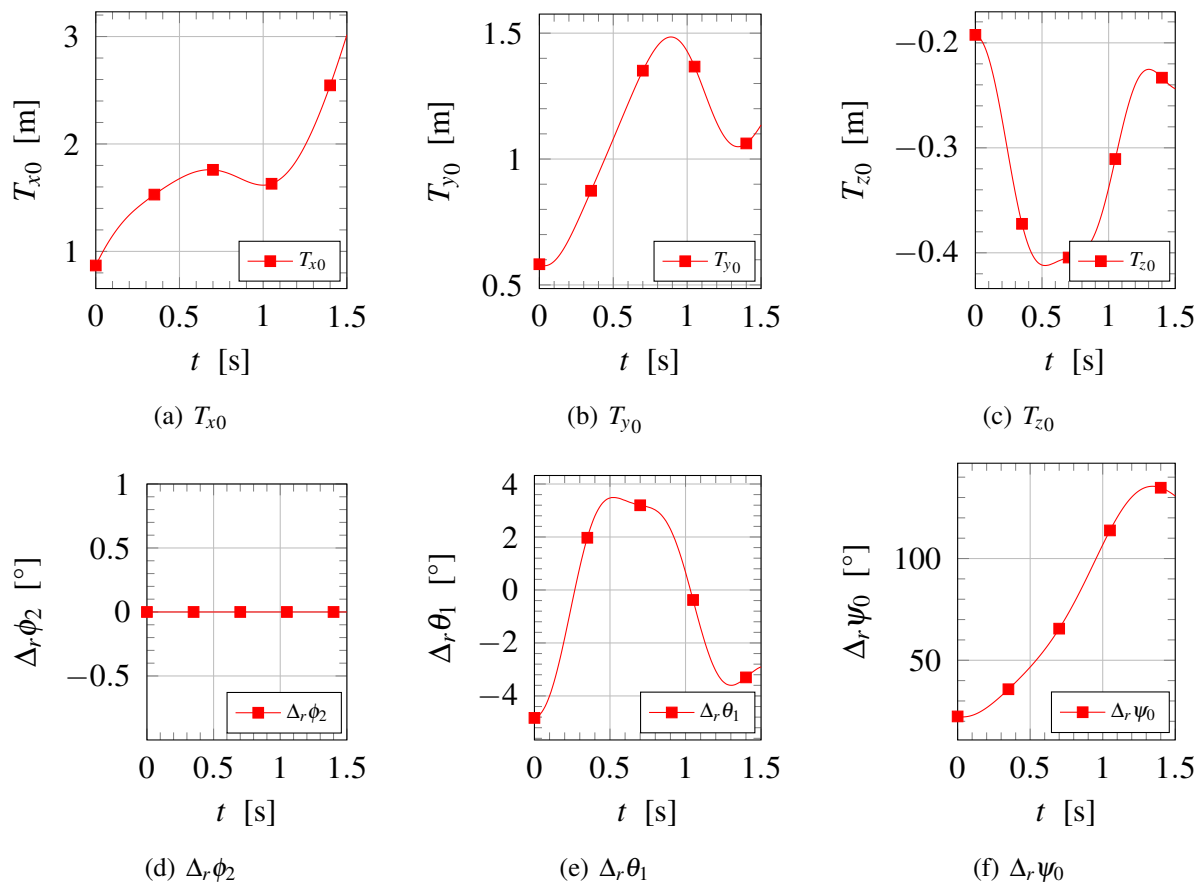 3
2
1
T_{x0} [m]
T_{x0}
0 0.5 1 1.5
t [s]
(a) T_{x0}
1.5
1
0.5
T_{y0} [m]
T_{y0}
0 0.5 1 1.5
t [s]
(b) T_{y0}
−0.2
−0.3
−0.4
T_{z0} [m]
T_{z0}
0 0.5 1 1.5
t [s]
(c) T_{z0}
1
0.5
0
−0.5
Δ_rϕ_2 [°]
Δ_rϕ_2
0 0.5 1 1.5
t [s]
(d) Δ_rϕ_2
4
2
0
−2
−4
Δ_rθ_1 [°]
Δ_rθ_1
0 0.5 1 1.5
t [s]
(e) Δ_rθ_1
100
50
Δ_rψ_0 [°]
Δ_rψ_0
0 0.5 1 1.5
t [s]
(f) Δ_rψ_0